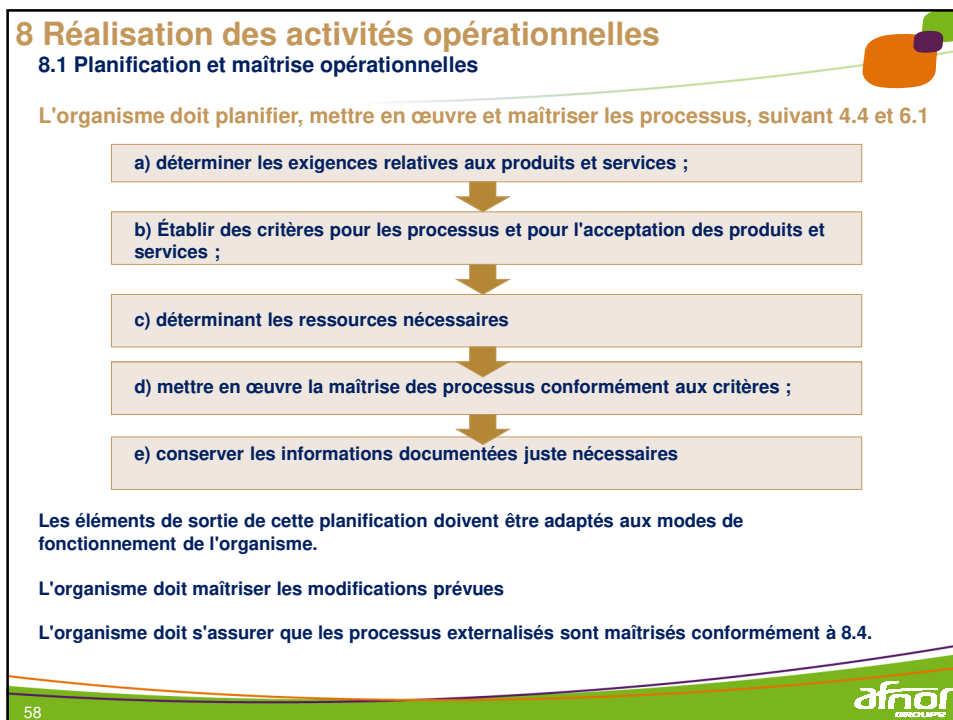 8 Réalisation des activités opérationnelles
8.1 Planification et maîtrise opérationnelles
L'organisme doit planifier, mettre en œuvre et maîtriser les processus, suivant 4.4 et 6.1
a) déterminer les exigences relatives aux produits et services ;
b) Établir des critères pour les processus et pour l'acceptation des produits et
services ;
c) déterminant les ressources nécessaires
d) mettre en œuvre la maîtrise des processus conformément aux critères ;
e) conserver les informations documentées juste nécessaires
Les éléments de sortie de cette planification doivent être adaptés aux modes de
fonctionnement de l'organisme.
L'organisme doit maîtriser les modifications prévues
L'organisme doit s'assurer que les processus externalisés sont maîtrisés conformément à 8.4.
58
afnor
GROUPE